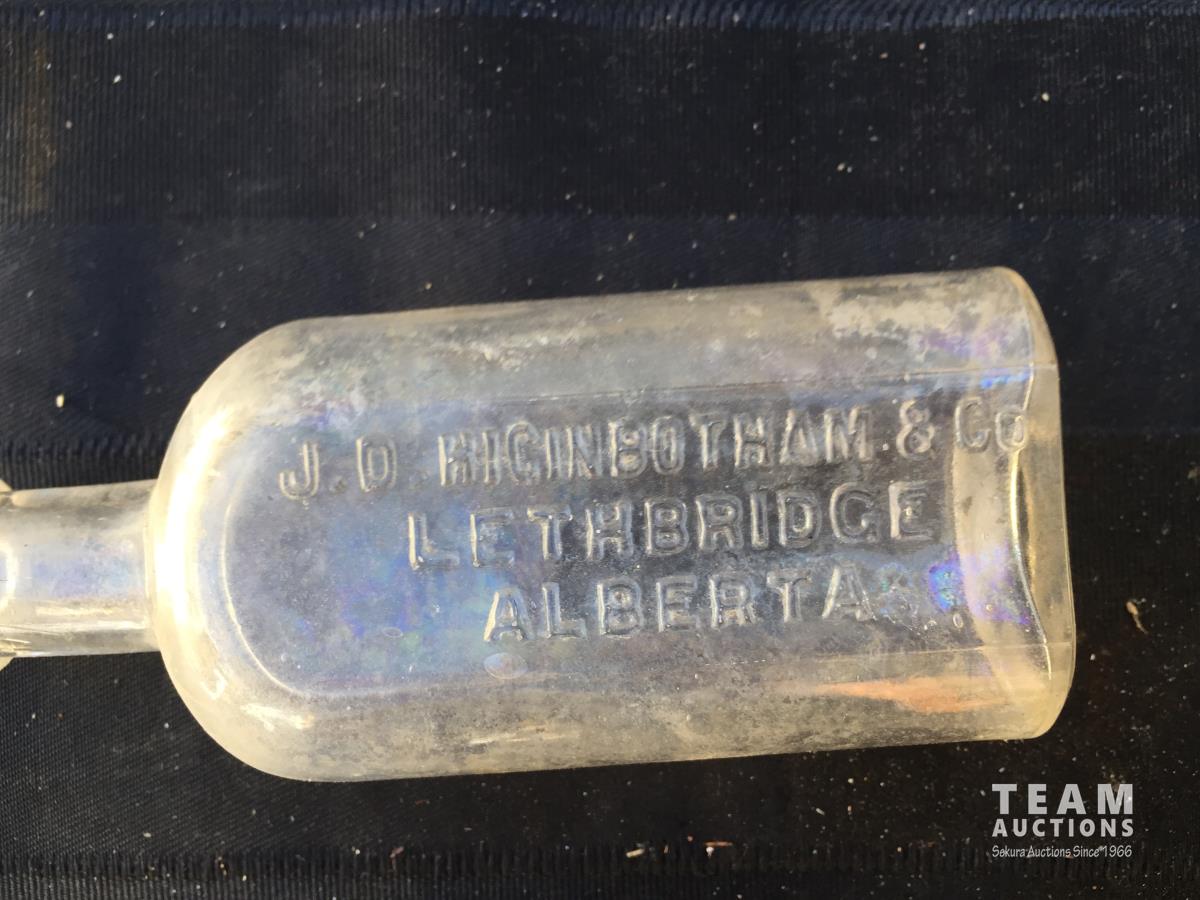 J.D. HIGINBOTHAM & CO
LETHBRIDGE
ALBERTA
TEAM
AUCTIONS
Sekura Auctions Since 1966